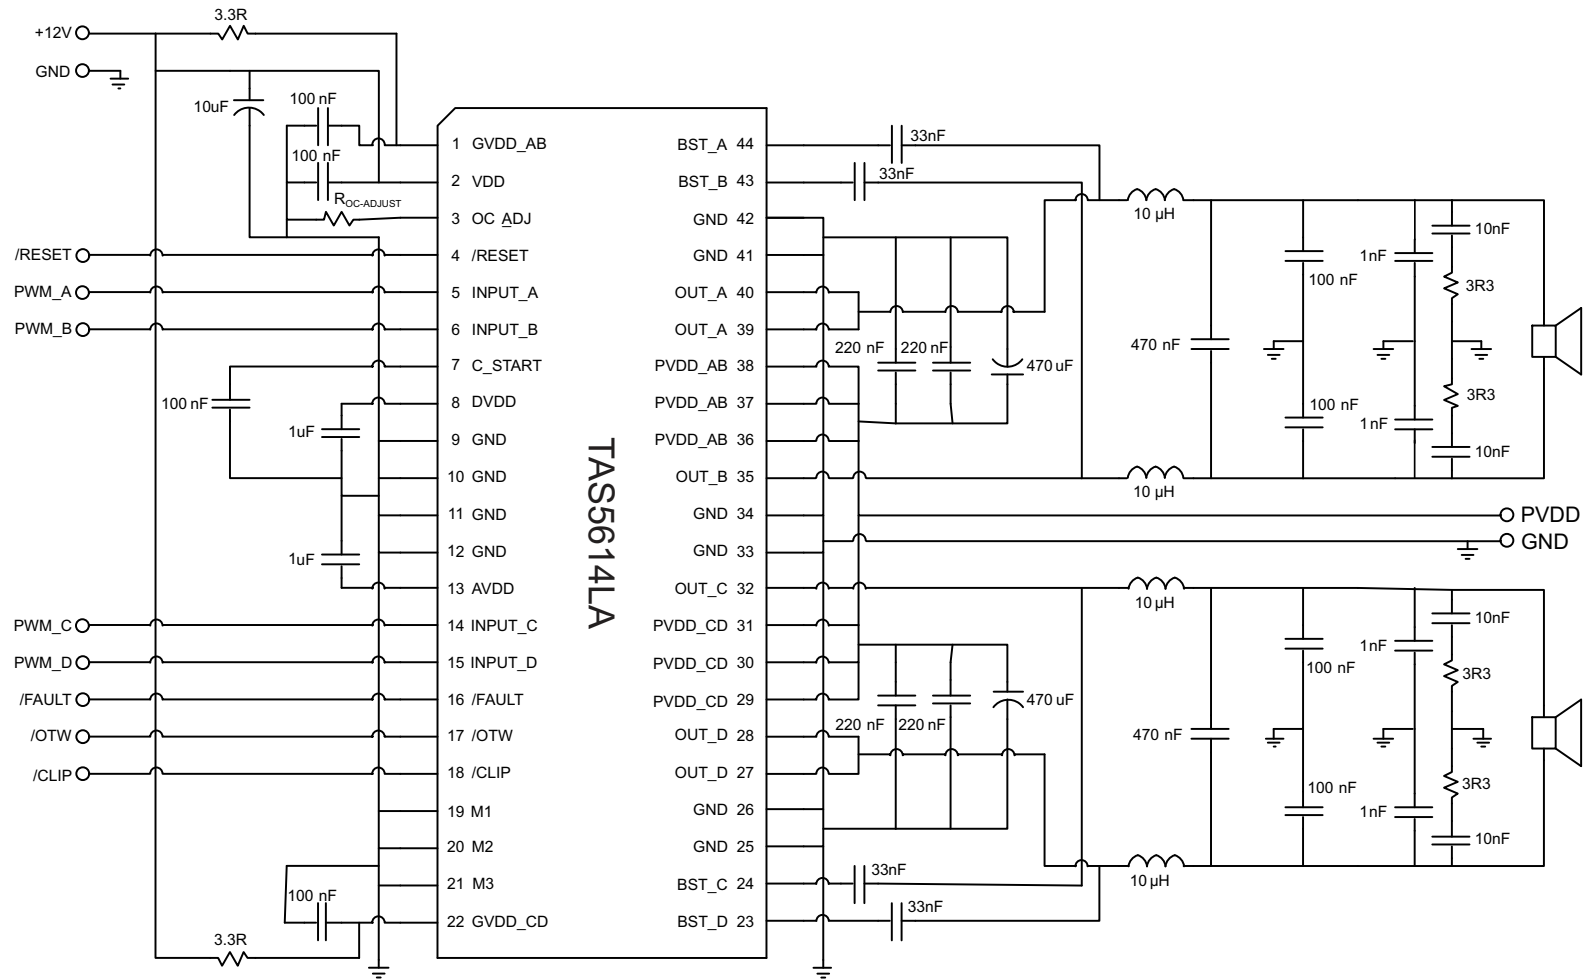 3.3R
+12V
GND
10uF
100 nF
100 nF
R_OC-ADJUST
/RESET
PWM_A
PWM_B
100 nF
1uF
1uF
PWM_C
PWM_D
/FAULT
/OTW
/CLIP
100 nF
3.3R
1 GVDD_AB
2 VDD
3 OC_ADJ
4 /RESET
5 INPUT_A
6 INPUT_B
7 C_START
8 DVDD
9 GND
10 GND
11 GND
12 GND
13 AVDD
14 INPUT_C
15 INPUT_D
16 /FAULT
17 /OTW
18 /CLIP
19 M1
20 M2
21 M3
22 GVDD_CD
TAS5614LA
BST_A 44
BST_B 43
GND 42
GND 41
OUT_A 40
OUT_A 39
PVDD_AB 38
PVDD_AB 37
PVDD_AB 36
OUT_B 35
GND 34
GND 33
OUT_C 32
PVDD_CD 31
PVDD_CD 30
PVDD_CD 29
OUT_D 28
OUT_D 27
GND 26
GND 25
BST_C 24
BST_D 23
33nF
33nF
220 nF
220 nF
470 uF
10 µH
10 µH
470 nF
100 nF
100 nF
1nF
1nF
10nF
3R3
3R3
10nF
PVDD
GND
220 nF
220 nF
470 uF
33nF
33nF
10 µH
10 µH
470 nF
100 nF
100 nF
1nF
1nF
10nF
3R3
3R3
10nF